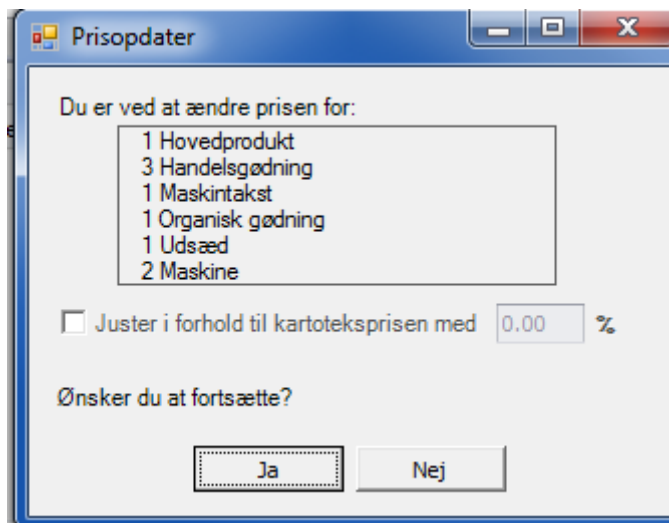 Prisopdater
Du er ved at ændre prisen for:
1 Hovedprodukt
3 Handelsgødning
1 Maskintakst
1 Organisk gødning
1 Udsæd
2 Maskine
Juster i forhold til kartoteksprisen med 0.00 %
Ønsker du at fortsætte?
Ja Nej